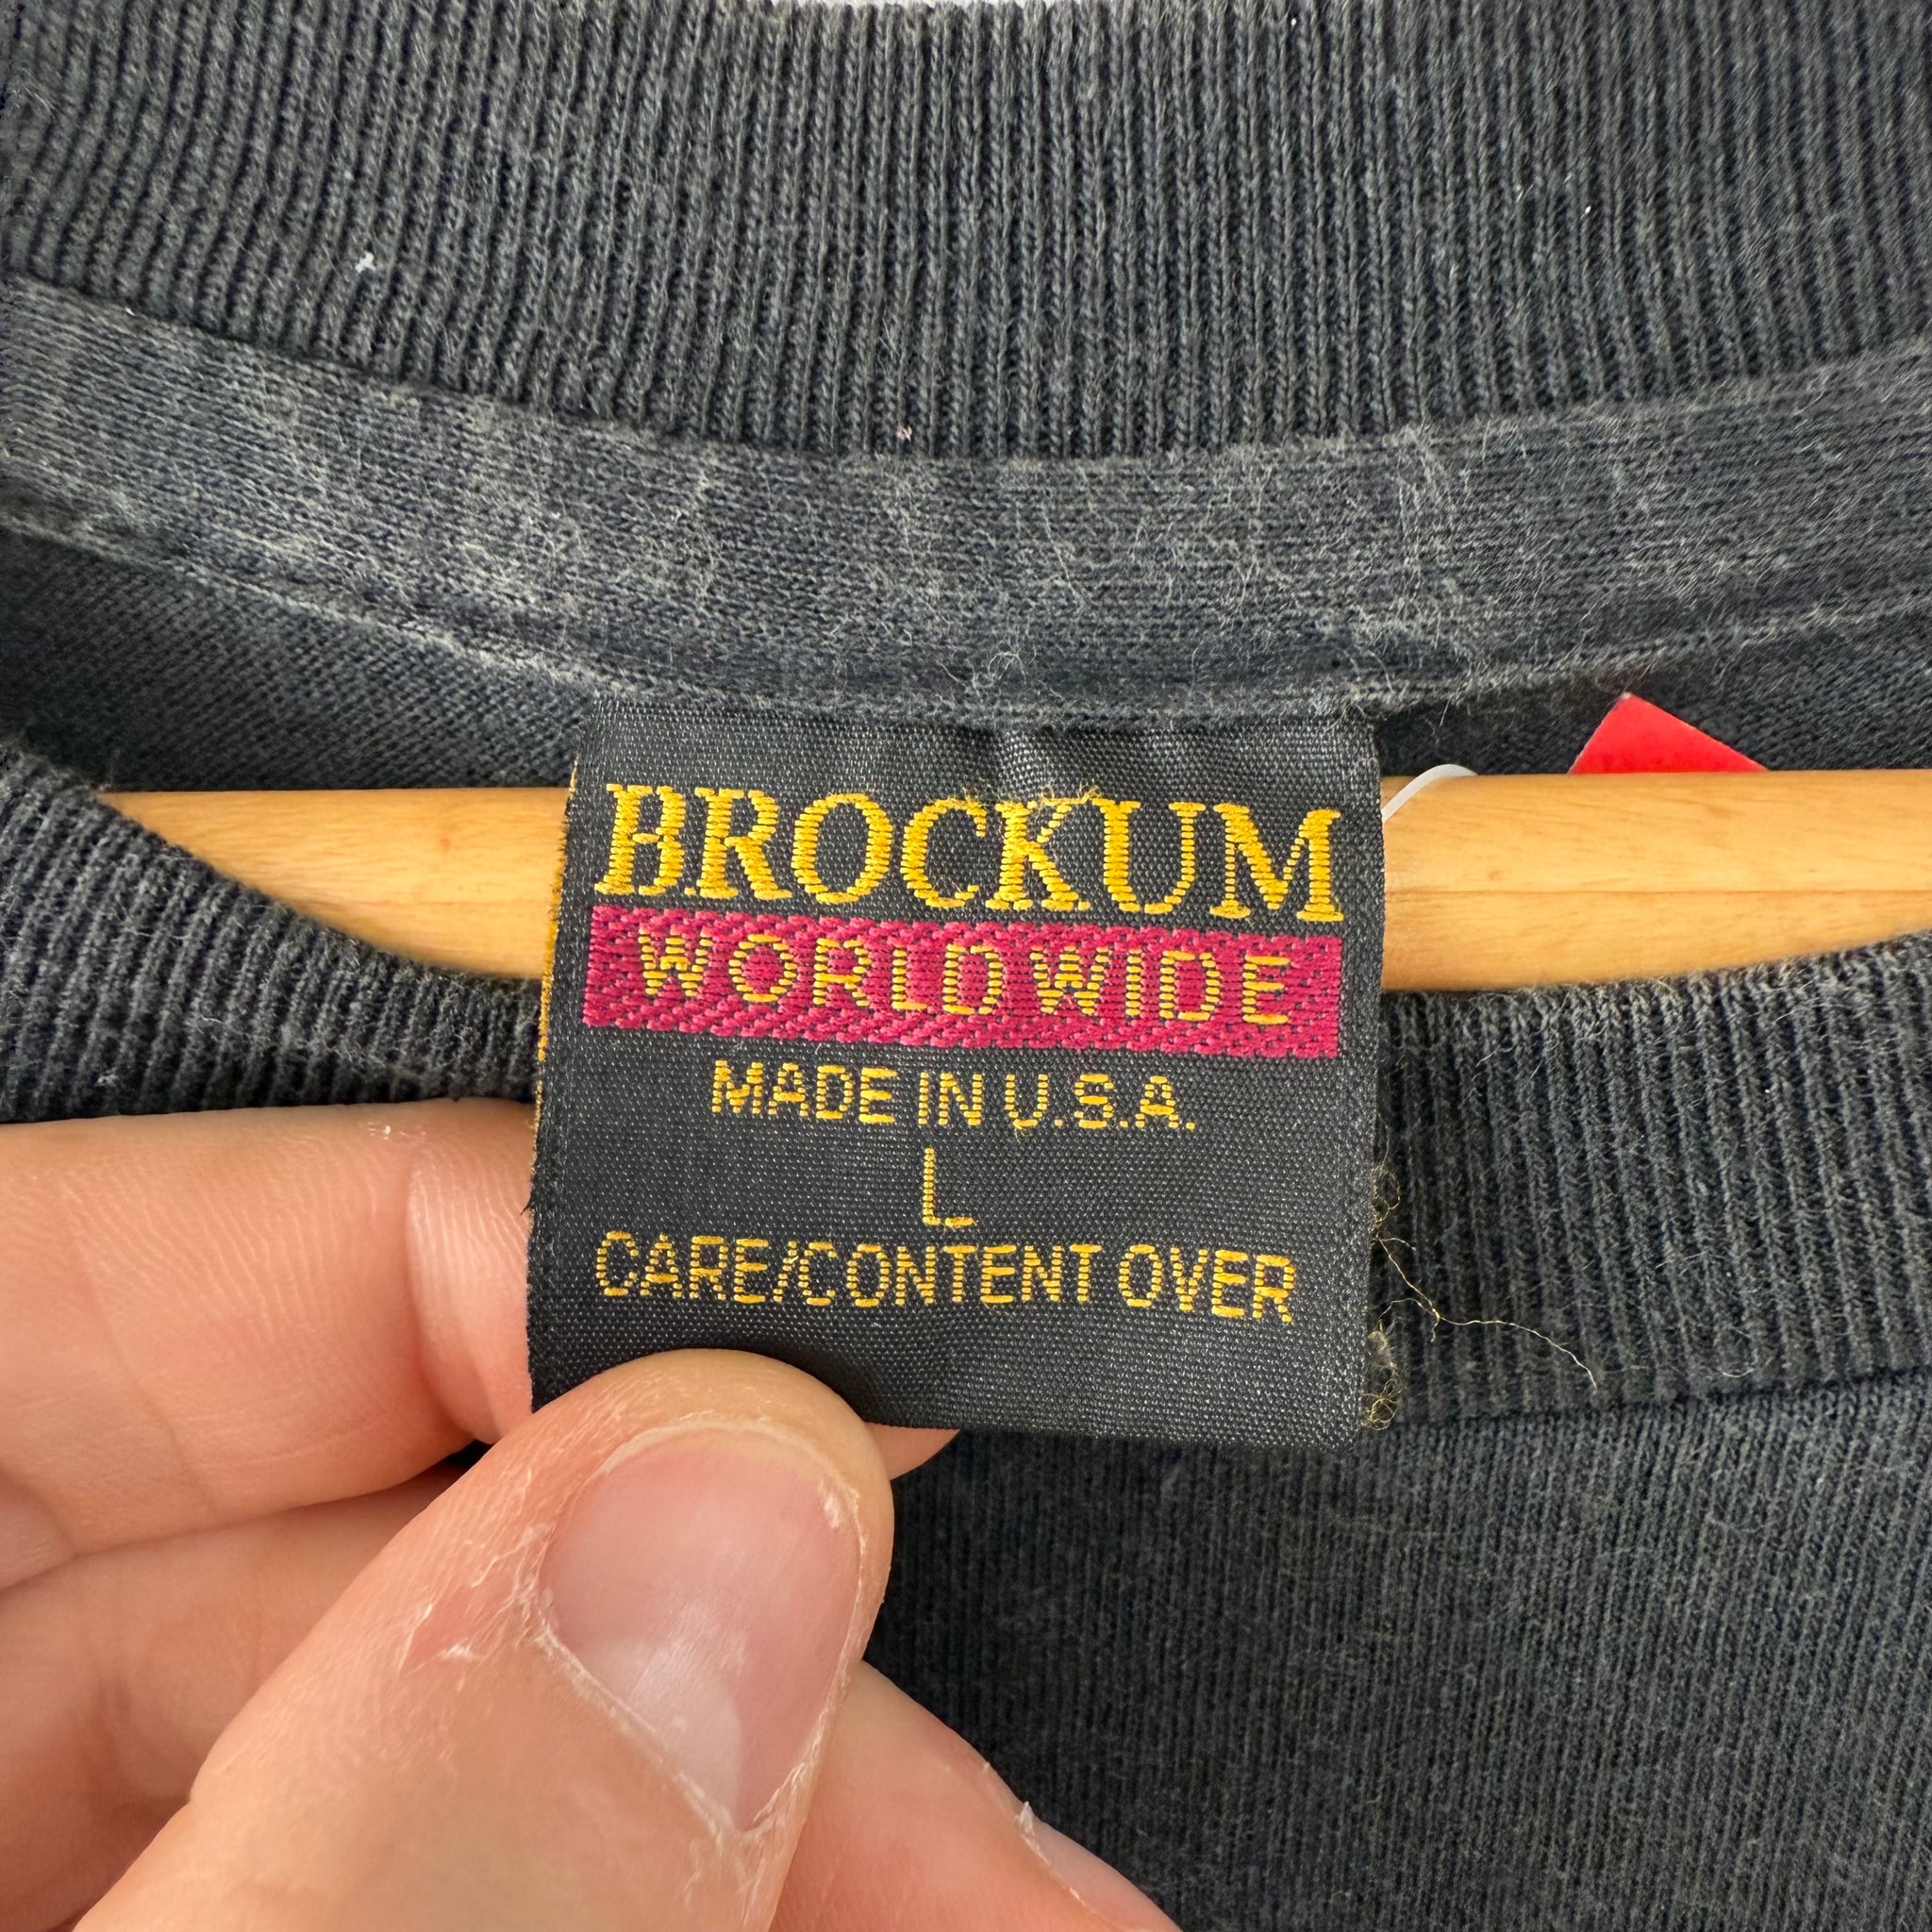 BROCKUM
WORLDWIDE
MADE IN U.S.A.
L
CARE/CONTENT OVER